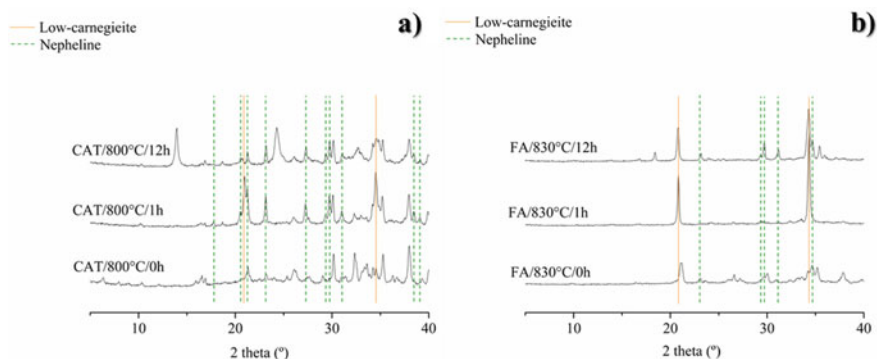 Low-carnegieite
Nepheline
a)
CAT/800°C/12h
CAT/800°C/1h
CAT/800°C/0h
10 20 30 40
2 theta (º)
Low-carnegieite
Nepheline
b)
FA/830°C/12h
FA/830°C/1h
FA/830°C/0h
10 20 30 40
2 theta (º)